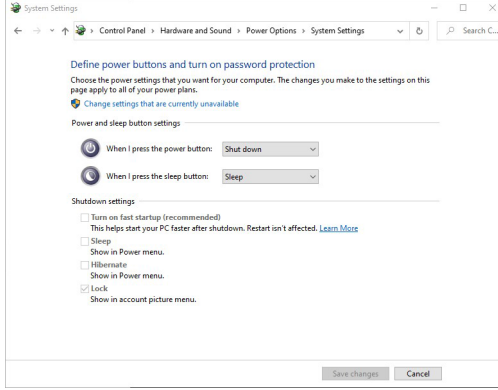 System Settings
Control Panel > Hardware and Sound > Power Options > System Settings
Search C...
Define power buttons and turn on password protection
Choose the power settings that you want for your computer. The changes you make to the settings on this
page apply to all of your power plans.
Change settings that are currently unavailable
Power and sleep button settings
When I press the power button: Shut down
When I press the sleep button: Sleep
Shutdown settings
Turn on fast startup (recommended)
This helps start your PC faster after shutdown. Restart isn't affected. Learn More
Sleep
Show in Power menu.
Hibernate
Show in Power menu.
Lock
Show in account picture menu.
Save changes Cancel